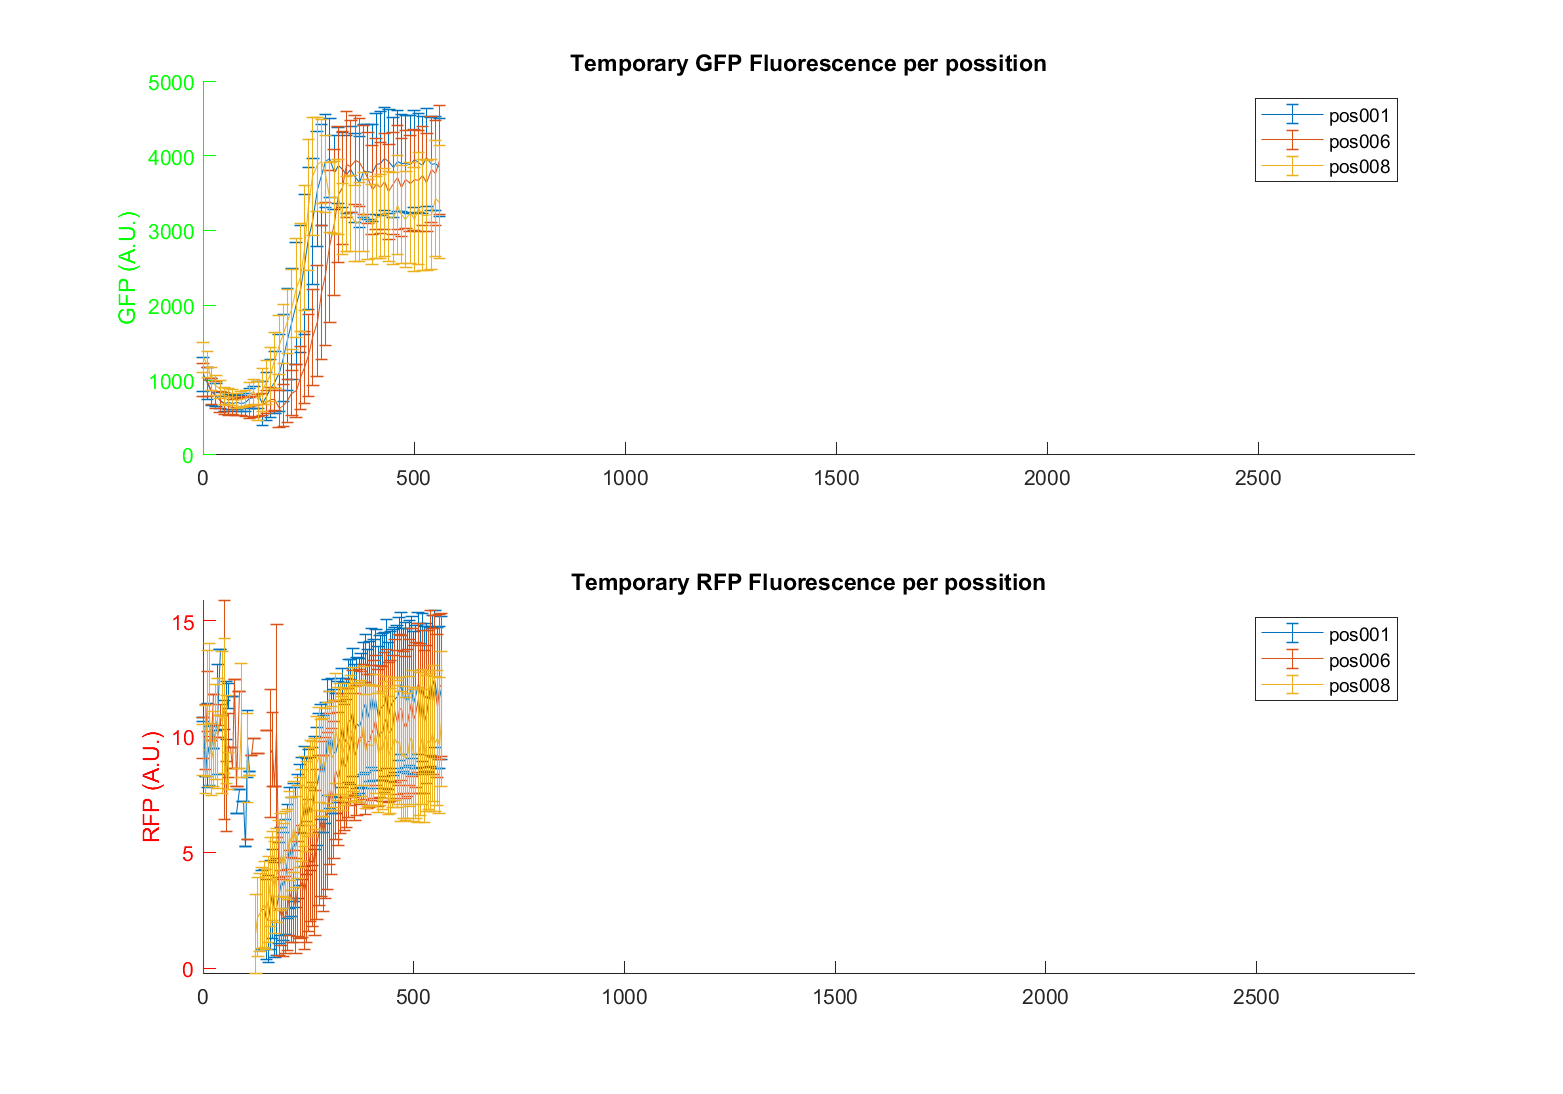 Temporary GFP Fluorescence per possition
5000
4000
3000
2000
1000
0
GFP (A.U.)
0 500 1000 1500 2000 2500
pos001
pos006
pos008
Temporary RFP Fluorescence per possition
15
10
5
0
RFP (A.U.)
0 500 1000 1500 2000 2500
pos001
pos006
pos008